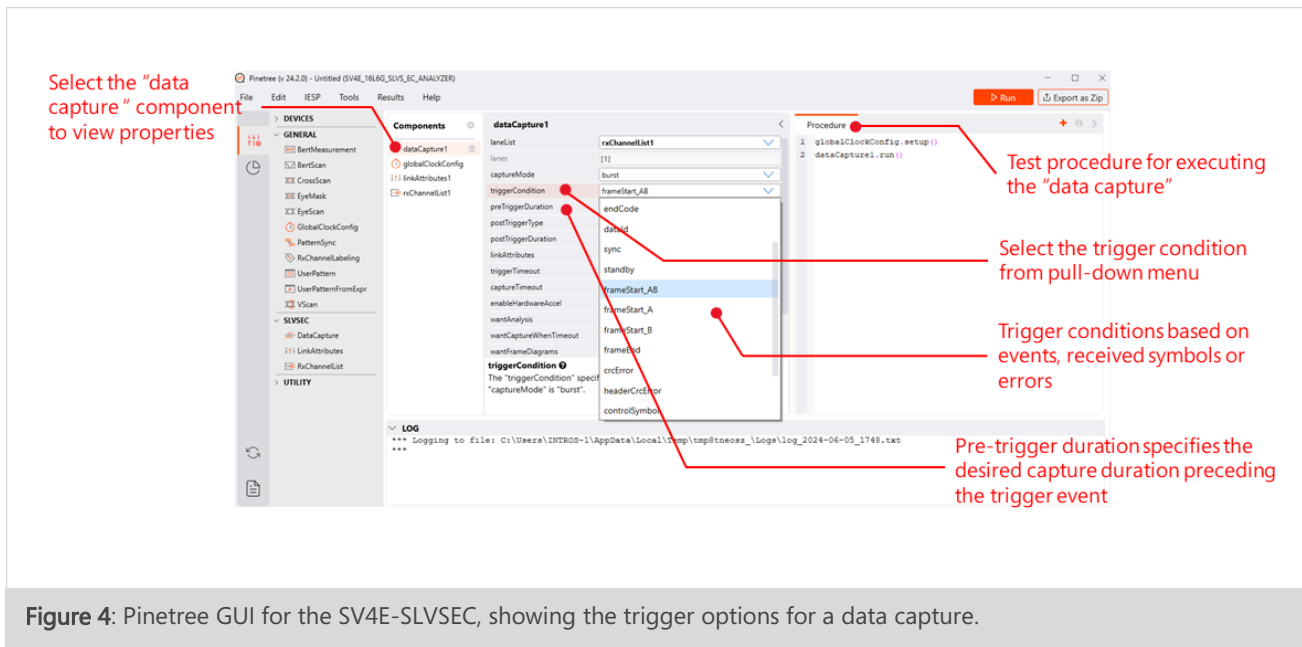 Select the “data
capture “ component
to view properties
Pinetree (v 24.2.0) - Untitled (SV4E_16L6G_SLVS_EC_ANALYZER)
File Edit IESP Tools Results Help
Run
Export as Zip
DEVICES
GENERAL
BertMeasurement
BertScan
CrossScan
EyeMask
EyeScan
GlobalClockConfig
PatternSync
RxChannelLabeling
UserPattern
UserPatternFromExpr
VScan
SLVSEC
DataCapture
LinkAttributes
RxChannelList
UTILITY
Components
dataCapture1
globalClockConfig
linkAttributes1
rxChannelList1
dataCapture1
laneList rxChannelList1
lanes [1]
captureMode burst
triggerCondition frameStart_AB
preTriggerDuration
postTriggerType
postTriggerDuration
linkAttributes
triggerTimeout
captureTimeout
enableHardwareAccel
wantAnalysis
wantCaptureWhenTimeout
wantFrameDiagrams
endCode
dataId
sync
standby
frameStart_AB
frameStart_A
frameStart_B
frameEnd
crcError
headerCrcError
controlSymbol
triggerCondition
The "triggerCondition" specif
"captureMode" is "burst".
Procedure
1 globalClockConfig.setup()
2 dataCapture1.run()
LOG
*** Logging to file: C:\Users\INTROS~1\AppData\Local\Temp\tmp8tneosz_\Logs\log_2024-06-05_1748.txt
***
Test procedure for executing
the “data capture”
Select the trigger condition
from pull-down menu
Trigger conditions based on
events, received symbols or
errors
Pre-trigger duration specifies the
desired capture duration preceding
the trigger event
Figure 4: Pinetree GUI for the SV4E-SLVSEC, showing the trigger options for a data capture.